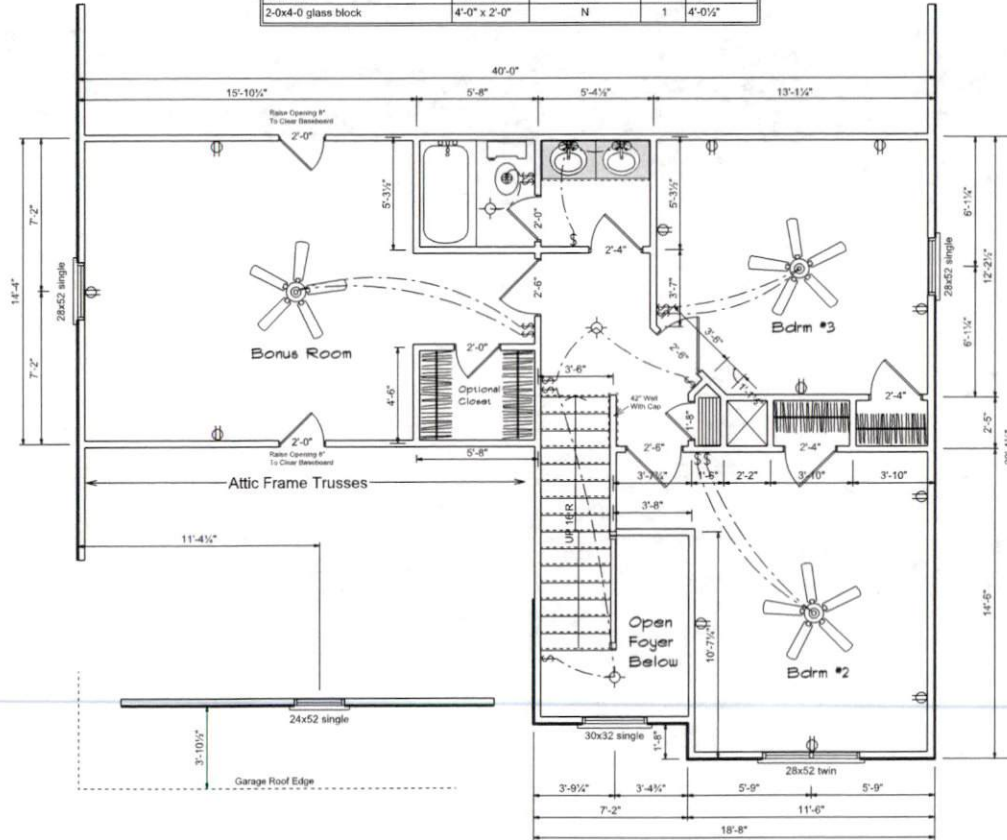 2-0x4-0 glass block 4'-0" x 2'-0" N 1 4'-0½"
40'-0"
15'-10¼" 5'-8" 5'-4½" 13'-1¼"
Raise Opening 8"
To Clear Baseboard
2'-0"
5'-3½"
2'-0"
$
2'-4"
5'-3½"
7'-2"
14'-4"
7'-2"
28x52 single
Bonus Room
2'-6"
3'-7"
Bdrm #3
28x52 single
6'-1¼"
12'-2½"
6'-1¼"
2'-0"
Optional
Closet
4'-6"
3'-6"
3'-6"
2'-6"
42" Wall
With Cap
1'-8"
2'-4"
2'-4"
2'-5"
2'-0"
Raise Opening 8"
To Clear Baseboard
5'-8"
2'-6"
Attic Frame Trusses
2'-2" 3'-10" 3'-10"
3'-8"
11'-4¼"
UP 16 R
Open
Foyer
Below
10'-7¼"
Bdrm #2
14'-6"
24x52 single
3'-10½"
Garage Roof Edge
30x32 single
1'-8"
28x52 twin
3'-9¼" 3'-4¾" 5'-9" 5'-9"
7'-2" 11'-6"
18'-8"